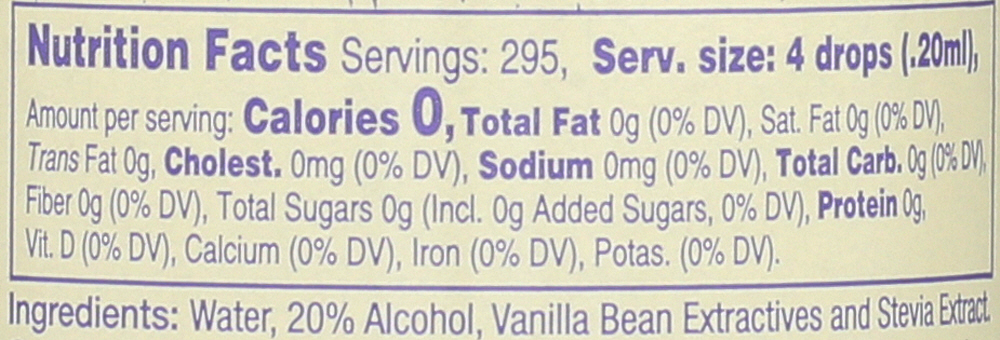 Nutrition Facts Servings: 295, Serv. size: 4 drops (.20ml),
Amount per serving: Calories 0, Total Fat 0g (0% DV), Sat. Fat 0g (0% DV),
Trans Fat 0g, Cholest. 0mg (0% DV), Sodium 0mg (0% DV), Total Carb. 0g (0% DV),
Fiber 0g (0% DV), Total Sugars 0g (Incl. 0g Added Sugars, 0% DV), Protein 0g,
Vit. D (0% DV), Calcium (0% DV), Iron (0% DV), Potas. (0% DV).
Ingredients: Water, 20% Alcohol, Vanilla Bean Extractives and Stevia Extract.